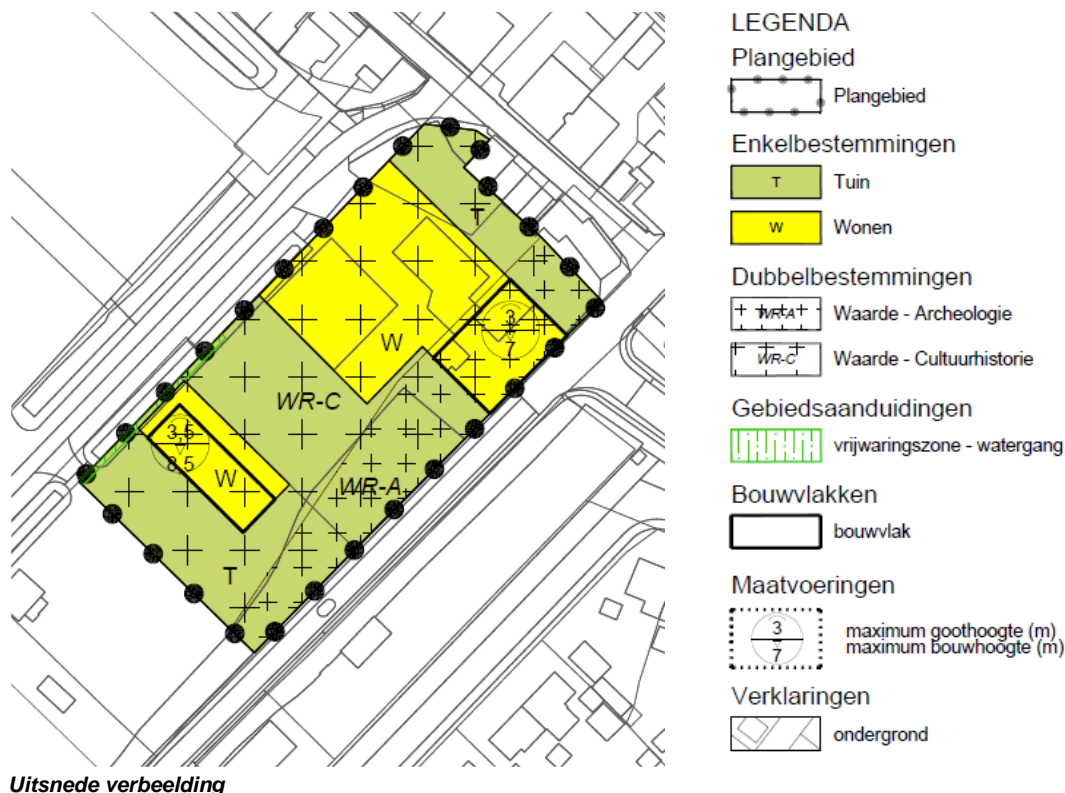 T
W
3
7
WR-C
3,5
8,5
W
WR-A
T
LEGENDA
Plangebied
Plangebied
Enkelbestemmingen
T Tuin
W Wonen
Dubbelbestemmingen
WR-A Waarde - Archeologie
WR-C Waarde - Cultuurhistorie
Gebiedsaanduidingen
vrijwaringszone - watergang
Bouwvlakken
bouwvlak
Maatvoeringen
3 maximum goothoogte (m)
7 maximum bouwhoogte (m)
Verklaringen
ondergrond
Uitsnede verbeelding